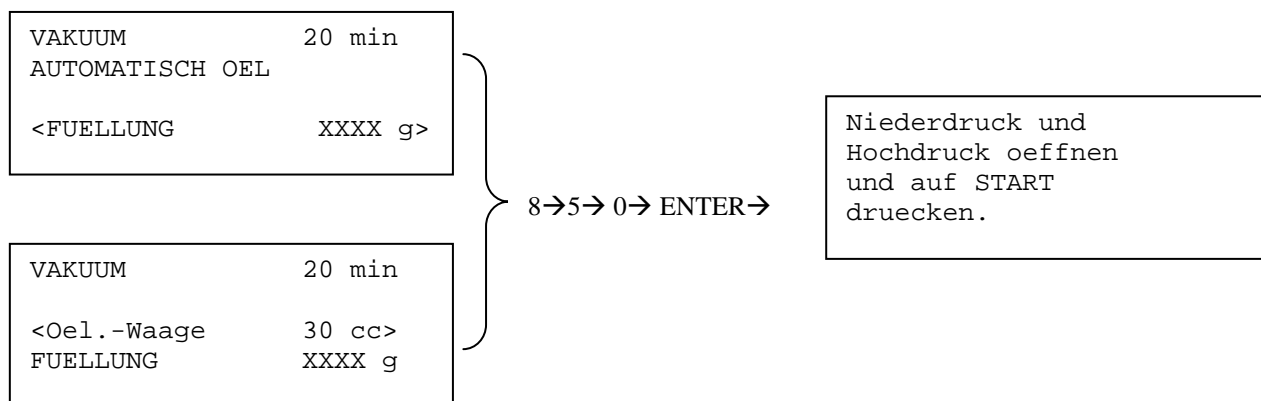 VAKUUM 20 min
AUTOMATISCH OEL
<FUELLUNG XXXX g>
VAKUUM 20 min
<Oel.-Waage 30 cc>
FUELLUNG XXXX g
8→5→ 0→ ENTER→
Niederdruck und
Hochdruck oeffnen
und auf START
druecken.